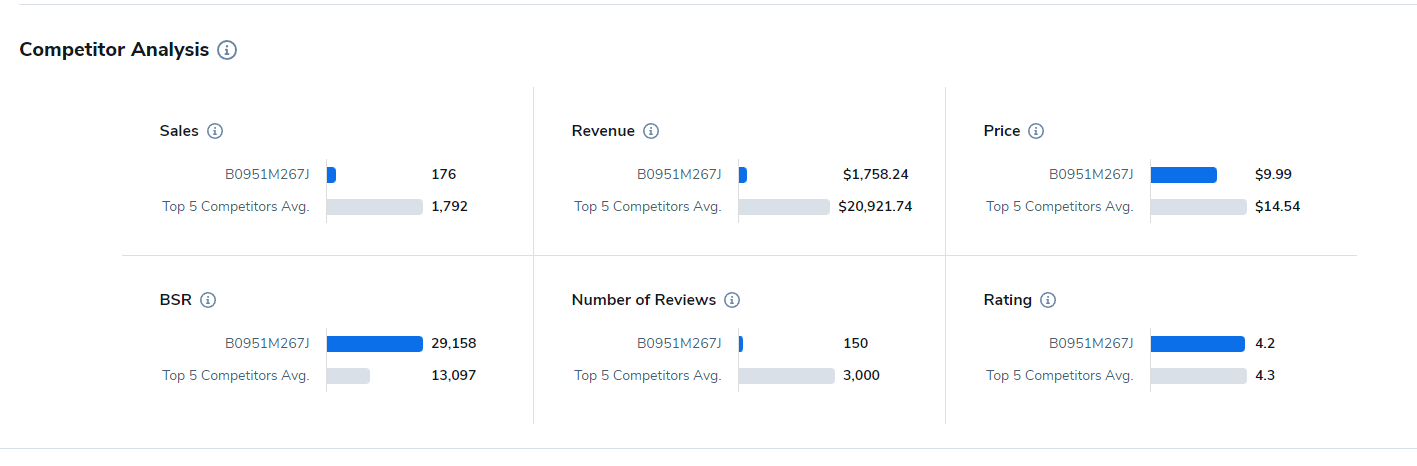 Competitor Analysis
Sales
B0951M267J 176
Top 5 Competitors Avg. 1,792
Revenue
B0951M267J $1,758.24
Top 5 Competitors Avg. $20,921.74
Price
B0951M267J $9.99
Top 5 Competitors Avg. $14.54
BSR
B0951M267J 29,158
Top 5 Competitors Avg. 13,097
Number of Reviews
B0951M267J 150
Top 5 Competitors Avg. 3,000
Rating
B0951M267J 4.2
Top 5 Competitors Avg. 4.3